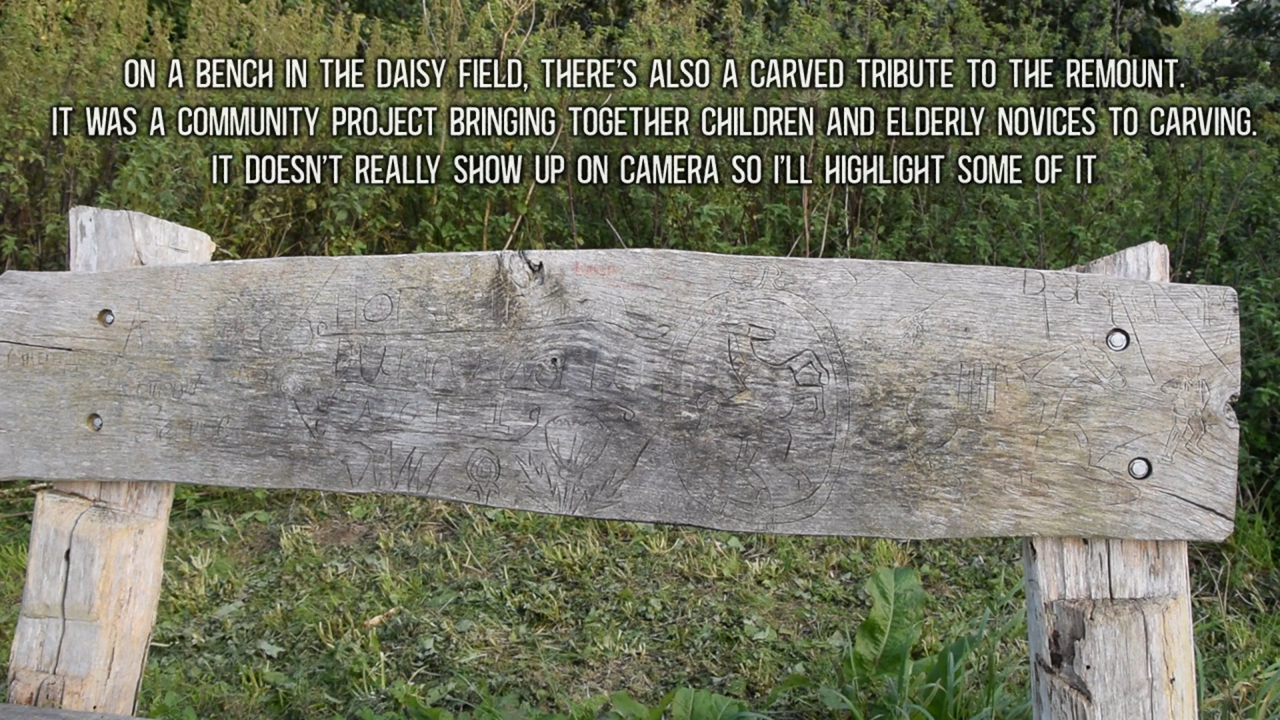 ON A BENCH IN THE DAISY FIELD, THERE'S ALSO A CARVED TRIBUTE TO THE REMOUNT.
IT WAS A COMMUNITY PROJECT BRINGING TOGETHER CHILDREN AND ELDERLY NOVICES TO CARVING.
IT DOESN'T REALLY SHOW UP ON CAMERA SO I'LL HIGHLIGHT SOME OF IT